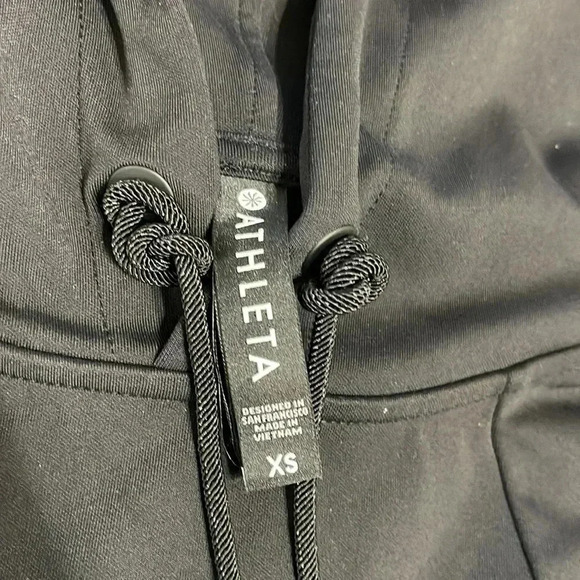 ATHLETA
DESIGNED IN
SAN FRANCISCO
MADE IN
VIETNAM
XS